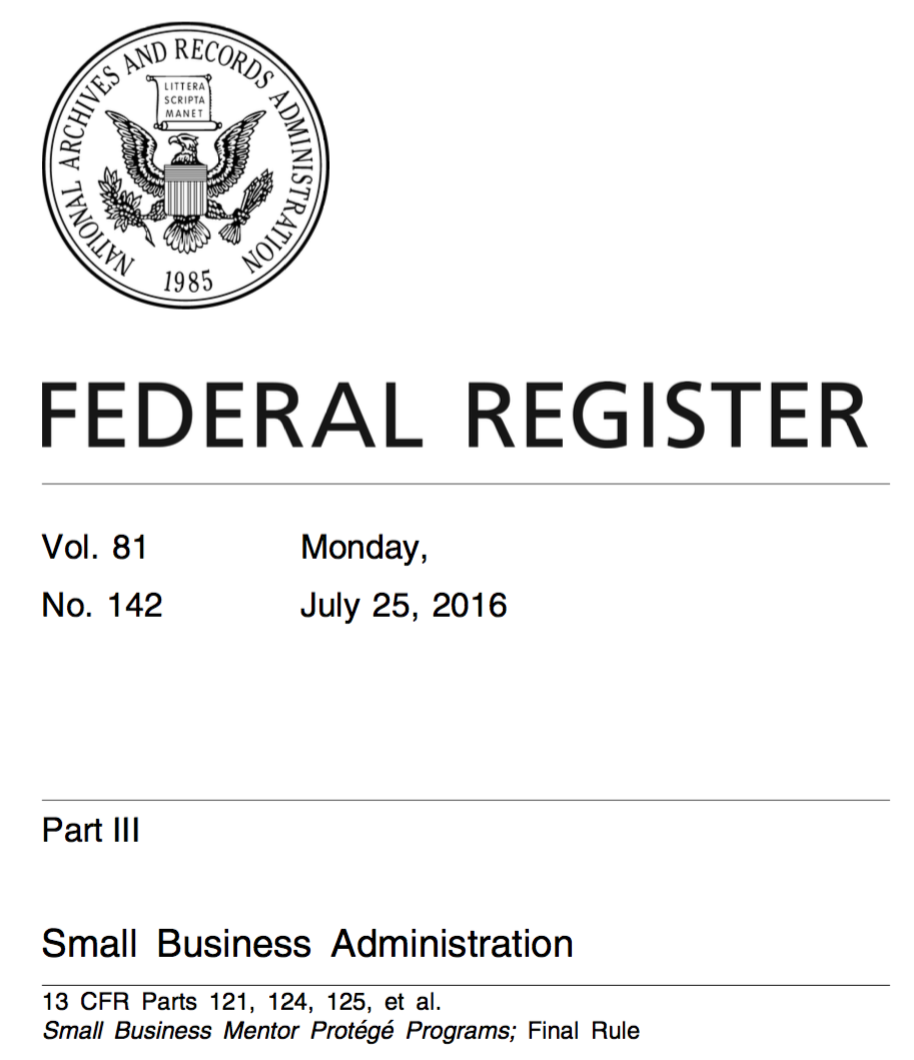 NATIONAL ARCHIVES AND RECORDS ADMINISTRATION
LITTERA
SCRIPTA
MANET
1985
FEDERAL REGISTER
Vol. 81 Monday,
No. 142 July 25, 2016
Part III
Small Business Administration
13 CFR Parts 121, 124, 125, et al.
Small Business Mentor Protégé Programs; Final Rule